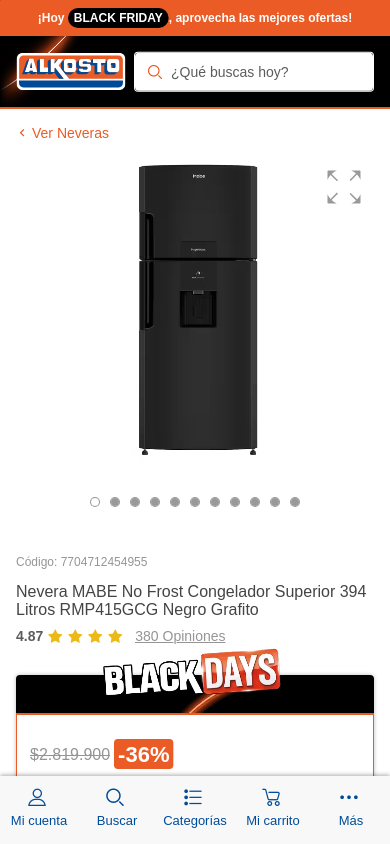 ¡Hoy BLACK FRIDAY, aprovecha las mejores ofertas!
ALKOSTO
¿Qué buscas hoy?
Ver Neveras
mabe
Código: 7704712454955
Nevera MABE No Frost Congelador Superior 394
Litros RMP415GCG Negro Grafito
4.87 380 Opiniones
BLACK DAYS
$2.819.900 -36%
Mi cuenta Buscar Categorías Mi carrito Más